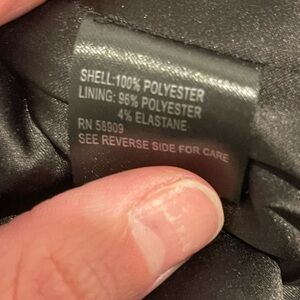 SHELL:100% POLYESTER
LINING: 96% POLYESTER
4% ELASTANE
RN 58909
SEE REVERSE SIDE FOR CARE